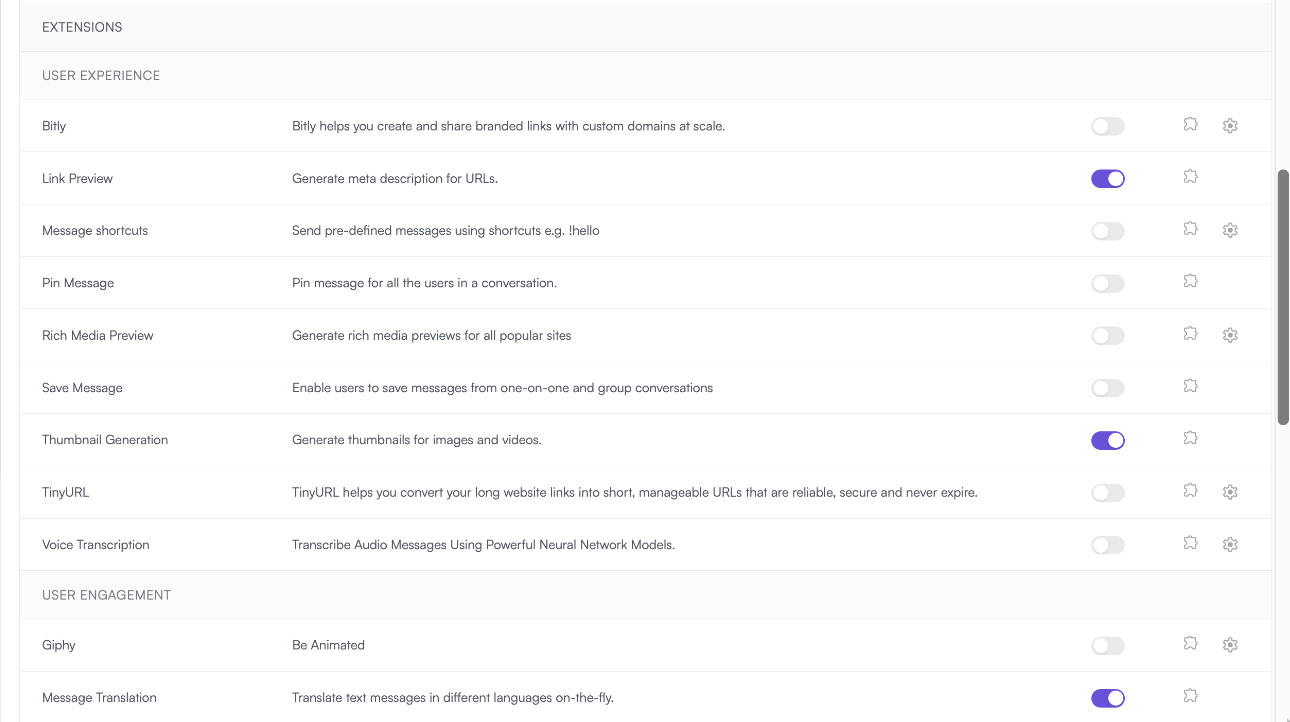 EXTENSIONS
USER EXPERIENCE
Bitly Bitly helps you create and share branded links with custom domains at scale.
Link Preview Generate meta description for URLs.
Message shortcuts Send pre-defined messages using shortcuts e.g. !hello
Pin Message Pin message for all the users in a conversation.
Rich Media Preview Generate rich media previews for all popular sites
Save Message Enable users to save messages from one-on-one and group conversations
Thumbnail Generation Generate thumbnails for images and videos.
TinyURL TinyURL helps you convert your long website links into short, manageable URLs that are reliable, secure and never expire.
Voice Transcription Transcribe Audio Messages Using Powerful Neural Network Models.
USER ENGAGEMENT
Giphy Be Animated
Message Translation Translate text messages in different languages on-the-fly.